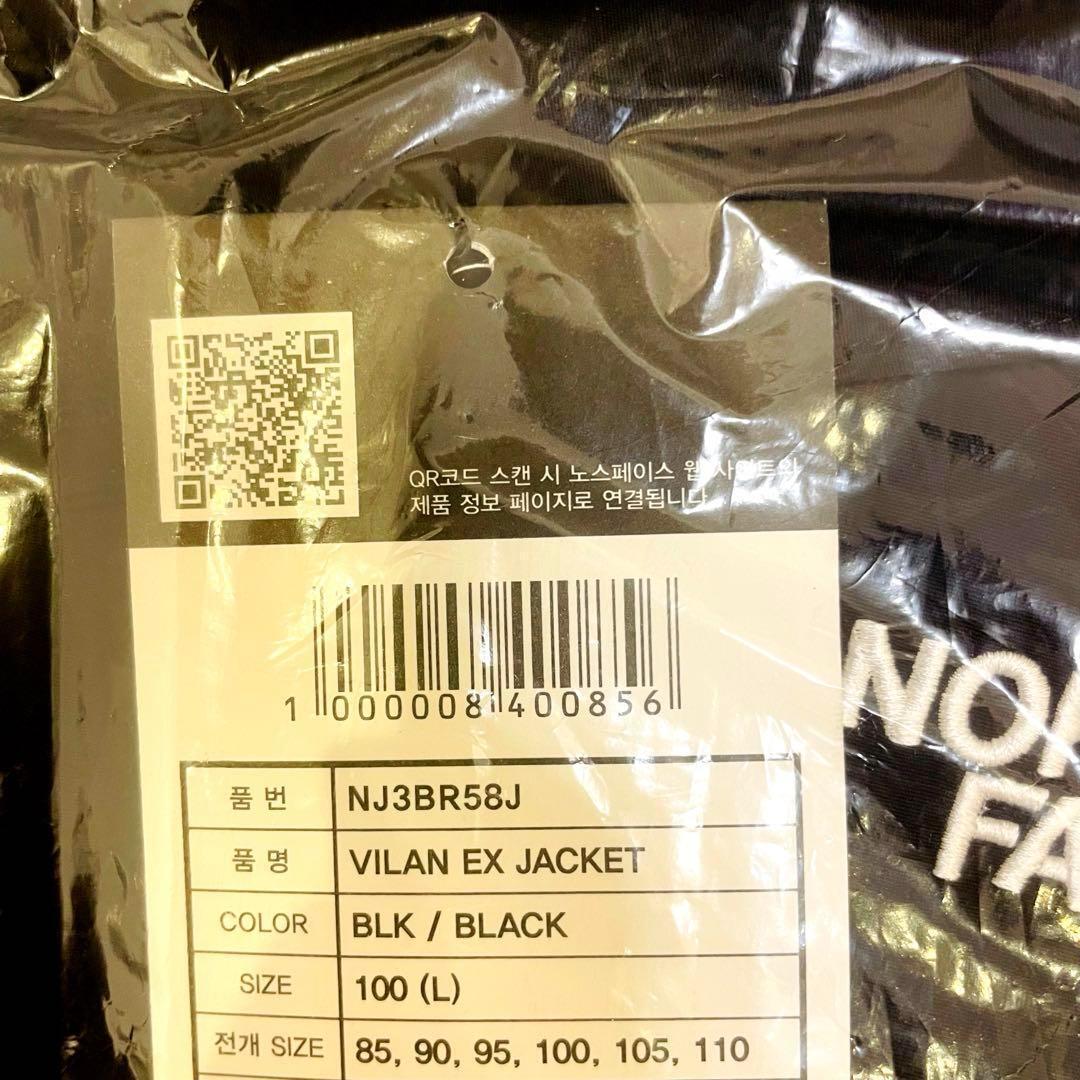 QR코드 스캔 시 노스페이스 웹 사이트의
제품 정보 페이지로 연결됩니다.
1 000008 400856
품 번 NJ3BR58J
품 명 VILAN EX JACKET
COLOR BLK / BLACK
SIZE 100 (L)
전개 SIZE 85, 90, 95, 100, 105, 110